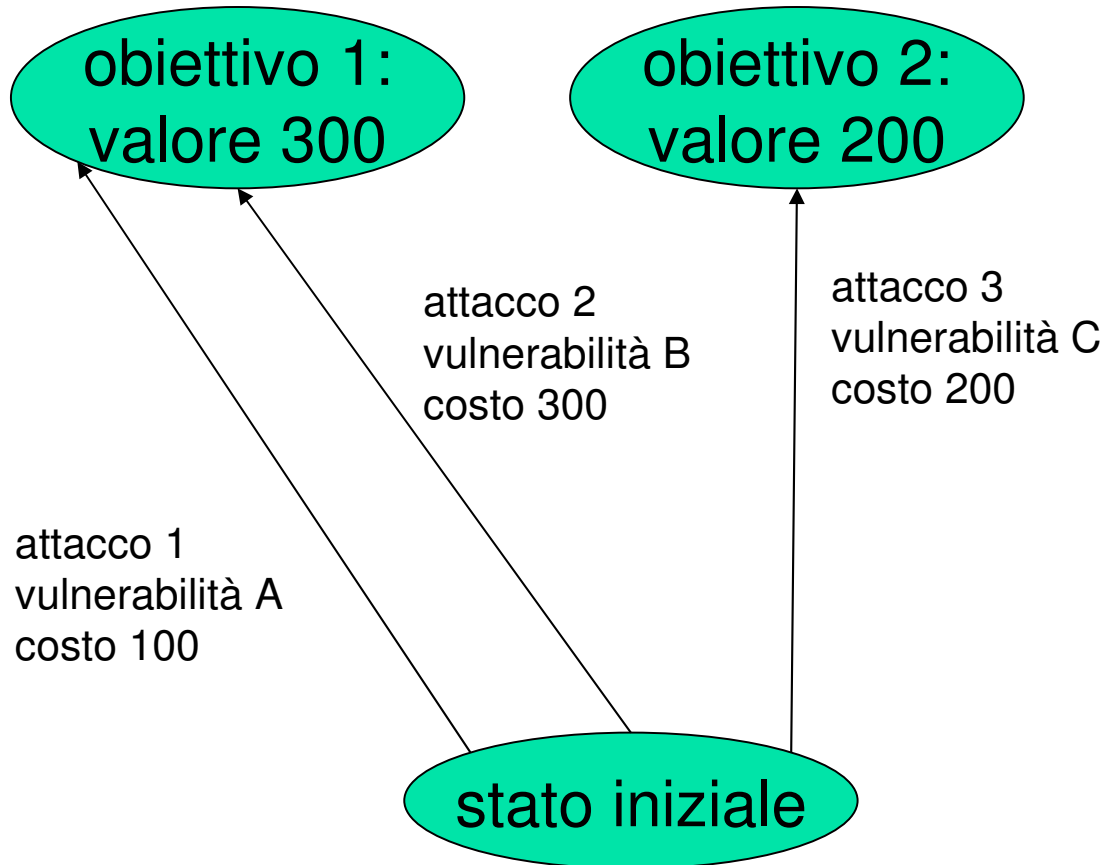 obiettivo 1:
valore 300
obiettivo 2:
valore 200
attacco 2
vulnerabilità B
costo 300
attacco 3
vulnerabilità C
costo 200
attacco 1
vulnerabilità A
costo 100
stato iniziale